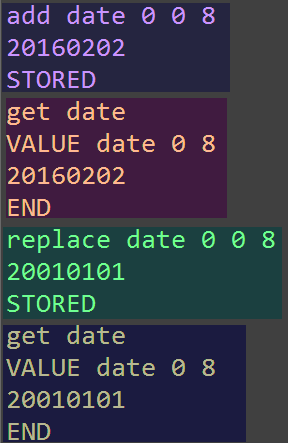 add date 0 0 8
20160202
STORED
get date
VALUE date 0 8
20160202
END
replace date 0 0 8
20010101
STORED
get date
VALUE date 0 8
20010101
END